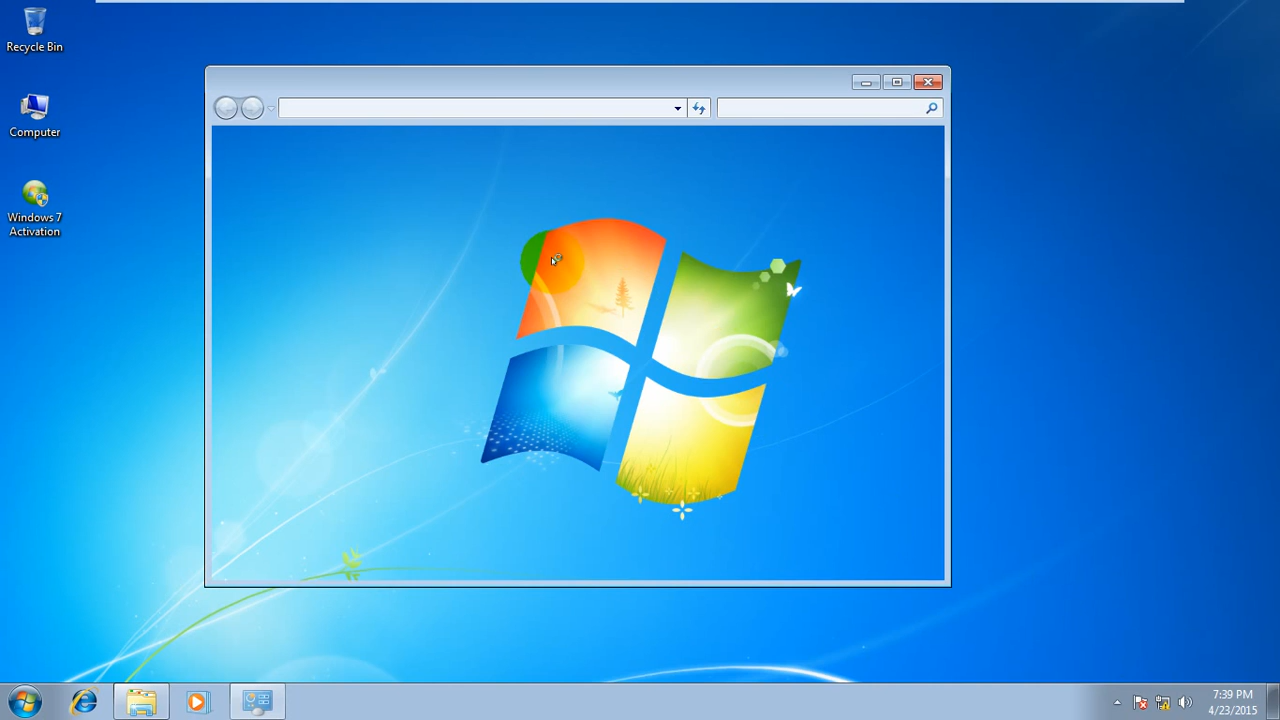 Recycle Bin
Computer
Windows 7
Activation
7:39 PM
4/23/2015